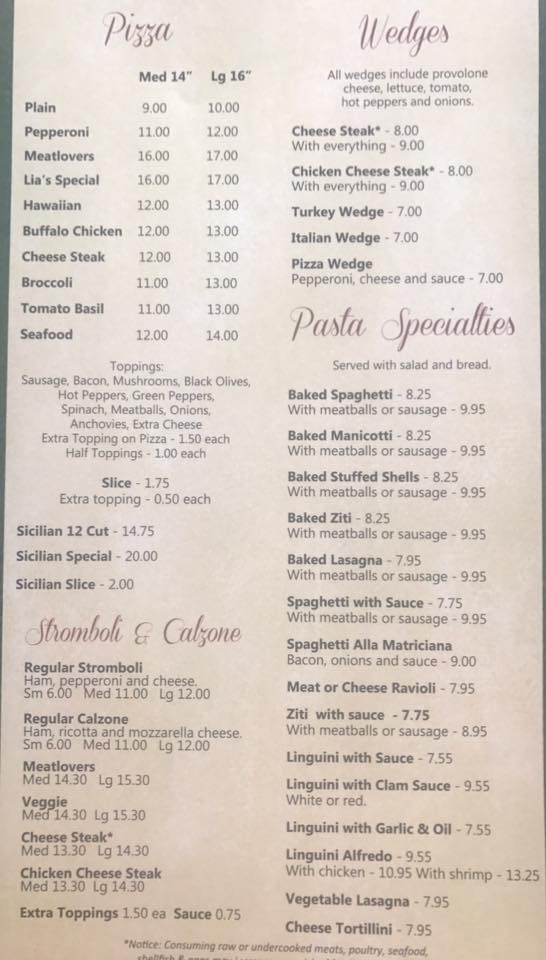 Pizza
Med 14" Lg 16"
Plain 9.00 10.00
Pepperoni 11.00 12.00
Meatlovers 16.00 17.00
Lia's Special 16.00 17.00
Hawaiian 12.00 13.00
Buffalo Chicken 12.00 13.00
Cheese Steak 12.00 13.00
Broccoli 11.00 13.00
Tomato Basil 11.00 13.00
Seafood 12.00 14.00
Toppings:
Sausage, Bacon, Mushrooms, Black Olives,
Hot Peppers, Green Peppers,
Spinach, Meatballs, Onions,
Anchovies, Extra Cheese
Extra Topping on Pizza - 1.50 each
Half Toppings - 1.00 each
Slice - 1.75
Extra topping - 0.50 each
Sicilian 12 Cut - 14.75
Sicilian Special - 20.00
Sicilian Slice - 2.00
Stromboli & Calzone
Regular Stromboli
Ham, pepperoni and cheese.
Sm 6.00 Med 11.00 Lg 12.00
Regular Calzone
Ham, ricotta and mozzarella cheese.
Sm 6.00 Med 11.00 Lg 12.00
Meatlovers
Med 14.30 Lg 15.30
Veggie
Med 14.30 Lg 15.30
Cheese Steak*
Med 13.30 Lg 14.30
Chicken Cheese Steak
Med 13.30 Lg 14.30
Extra Toppings 1.50 ea Sauce 0.75
Wedges
All wedges include provolone
cheese, lettuce, tomato,
hot peppers and onions.
Cheese Steak* - 8.00
With everything - 9.00
Chicken Cheese Steak* - 8.00
With everything - 9.00
Turkey Wedge - 7.00
Italian Wedge - 7.00
Pizza Wedge
Pepperoni, cheese and sauce - 7.00
Pasta Specialties
Served with salad and bread.
Baked Spaghetti - 8.25
With meatballs or sausage - 9.95
Baked Manicotti - 8.25
With meatballs or sausage - 9.95
Baked Stuffed Shells - 8.25
With meatballs or sausage - 9.95
Baked Ziti - 8.25
With meatballs or sausage - 9.95
Baked Lasagna - 7.95
With meatballs or sausage - 9.95
Spaghetti with Sauce - 7.75
With meatballs or sausage - 9.95
Spaghetti Alla Matriciana
Bacon, onions and sauce - 9.00
Meat or Cheese Ravioli - 7.95
Ziti with sauce - 7.75
With meatballs or sausage - 8.95
Linguini with Sauce - 7.55
Linguini with Clam Sauce - 9.55
White or red.
Linguini with Garlic & Oil - 7.55
Linguini Alfredo - 9.55
With chicken - 10.95 With shrimp - 13.25
Vegetable Lasagna - 7.95
Cheese Tortillini - 7.95
*Notice: Consuming raw or undercooked meats, poultry, seafood,